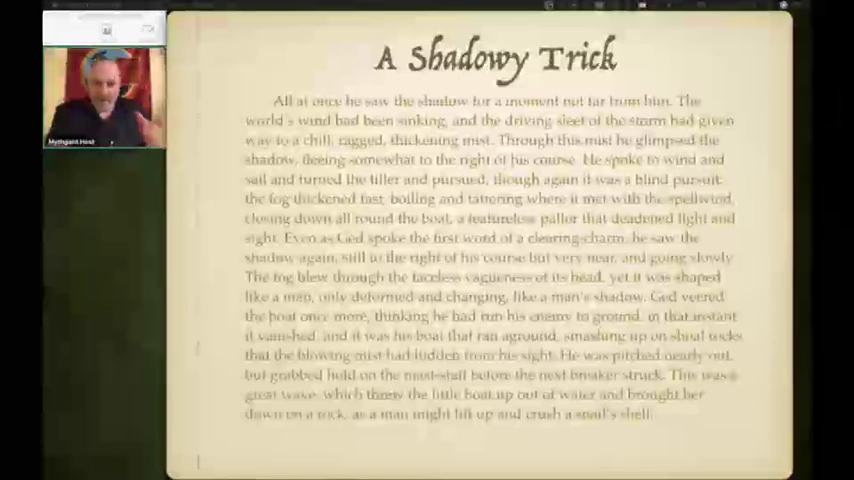 A Shadowy Trick
All at once he saw the shadow for a moment not far from him. The
world's wind had been sinking, and the driving sleet of the storm had given
way to a chill, ragged, thickening mist. Through this mist he glimpsed the
shadow, fleeing somewhat to the right of his course. He spoke to wind and
sail and turned the tiller and pursued, though again it was a blind pursuit:
the fog thickened fast, boiling and tattering where it met with the spellwind,
closing down all round the boat, a featureless pallor that deadened light and
sight. Even as Ged spoke the first word of a clearing-charm, he saw the
shadow again, still to the right of his course but very near, and going slowly.
The fog blew through the faceless vagueness of its head, yet it was shaped
like a man, only deformed and changing, like a man's shadow. Ged veered
the boat once more, thinking he had run his enemy to ground: in that instant
it vanished, and it was his boat that ran aground, smashing up on shoal rocks
that the blowing mist had hidden from his sight. He was pitched nearly out,
but grabbed hold on the mast-staff before the next breaker struck. This was a
great wave, which threw the little boat up out of water and brought her
down on a rock, as a man might lift up and crush a snail's shell.
Mythgard Host